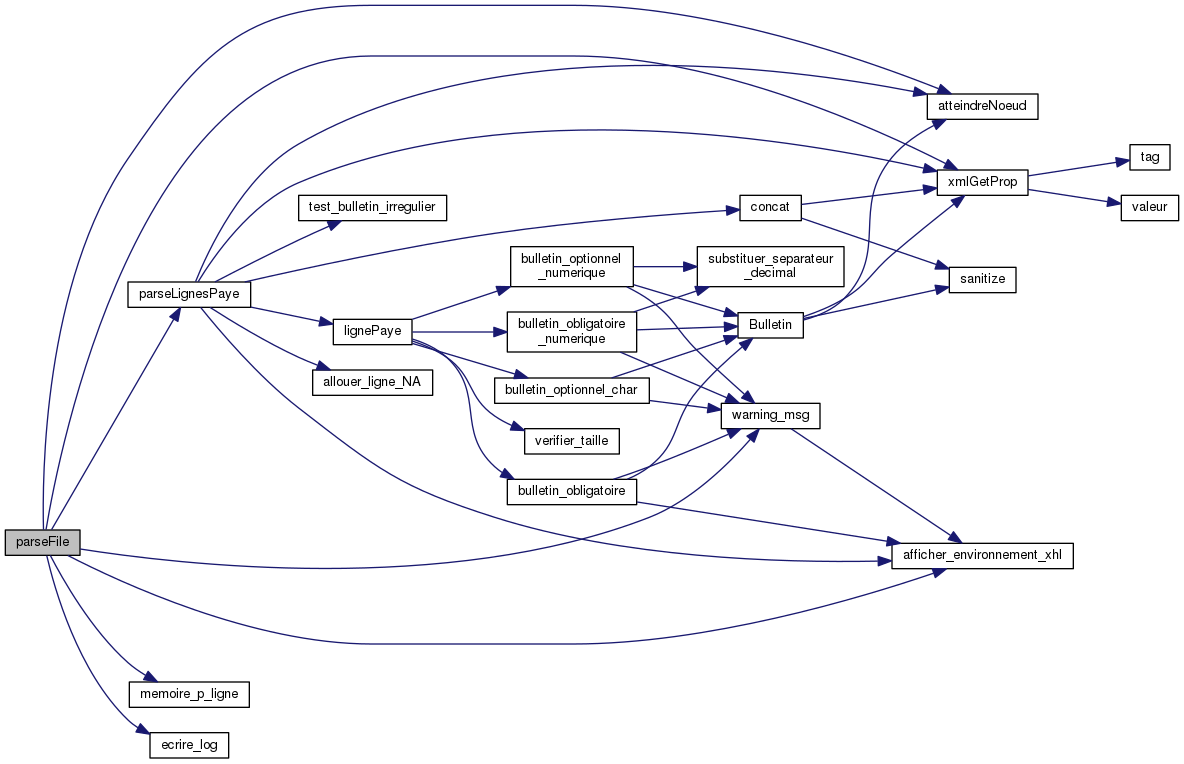 atteindreNoeud
tag
xmlGetProp
test_bulletin_irregulier
concat
valeur
bulletin_optionnel
_numerique
substituer_separateur
_decimal
sanitize
parseLignesPaye
lignePaye
bulletin_obligatoire
_numerique
Bulletin
allouer_ligne_NA
bulletin_optionnel_char
warning_msg
verifier_taille
bulletin_obligatoire
parseFile
afficher_environnement_xhl
memoire_p_ligne
ecrire_log